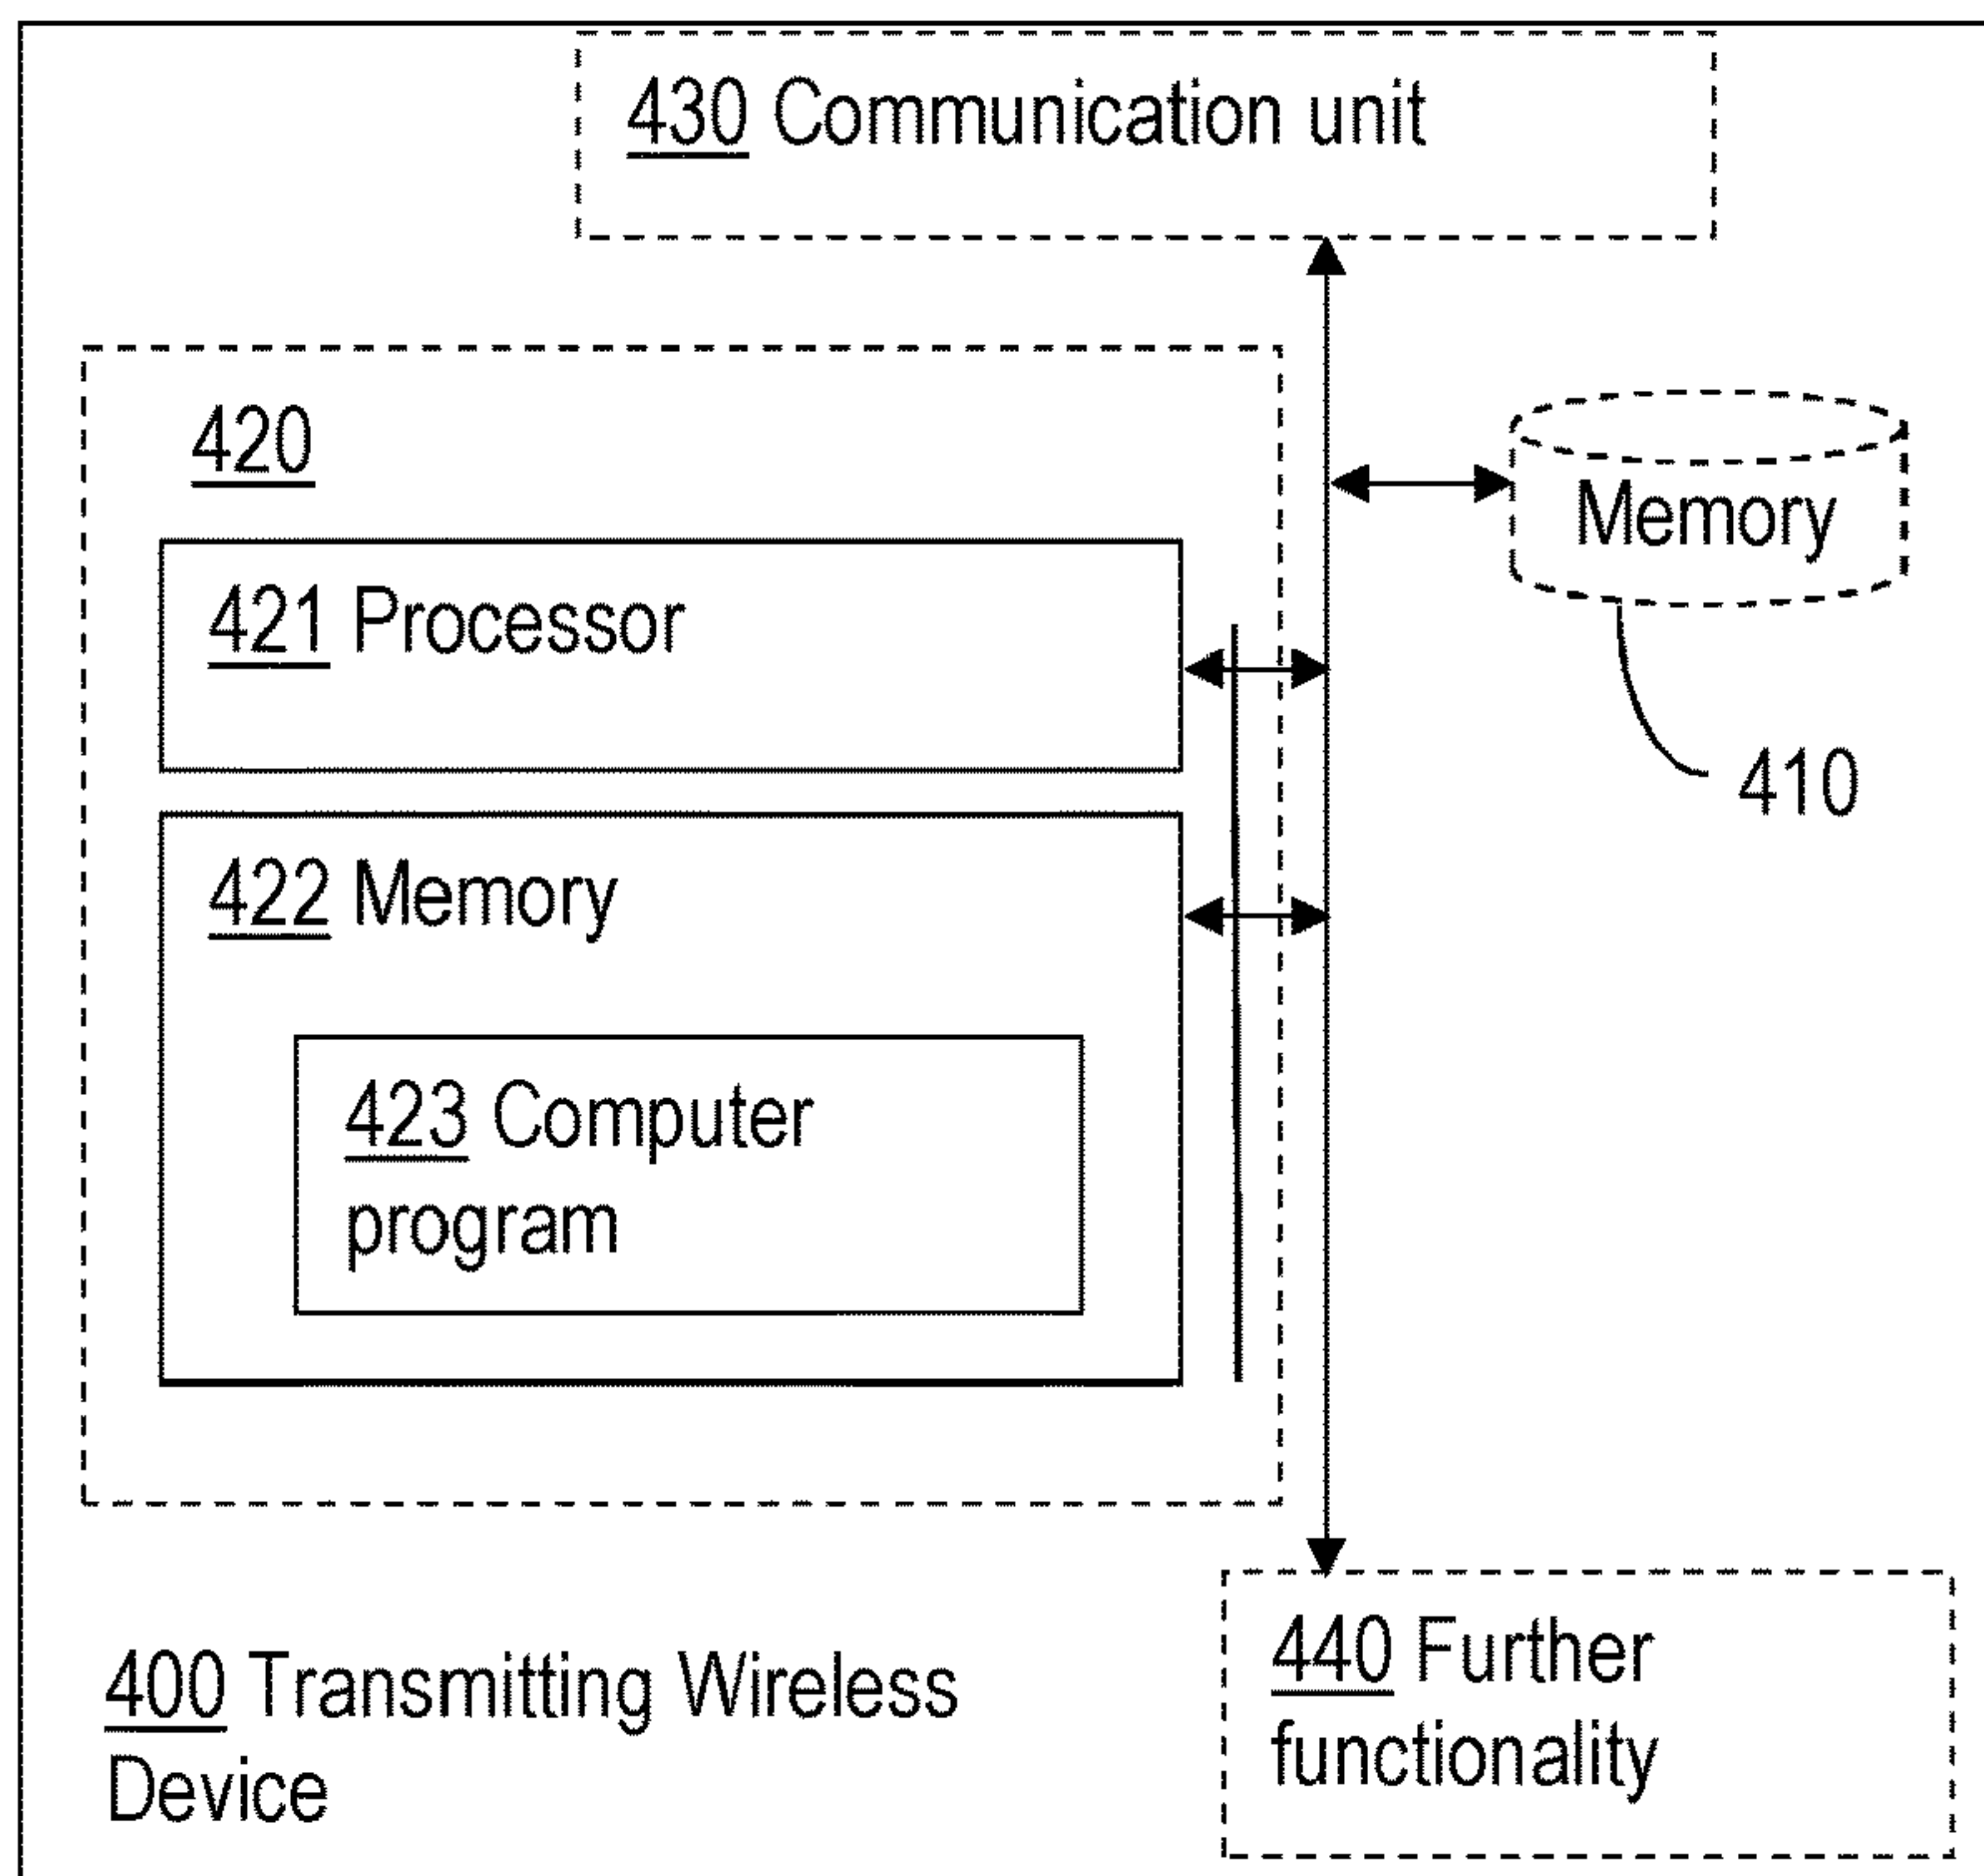 430 Communication unit
420
Memory
421 Processor
410
422 Memory
423 Computer
program
400 Transmitting Wireless
Device
440 Further
functionality